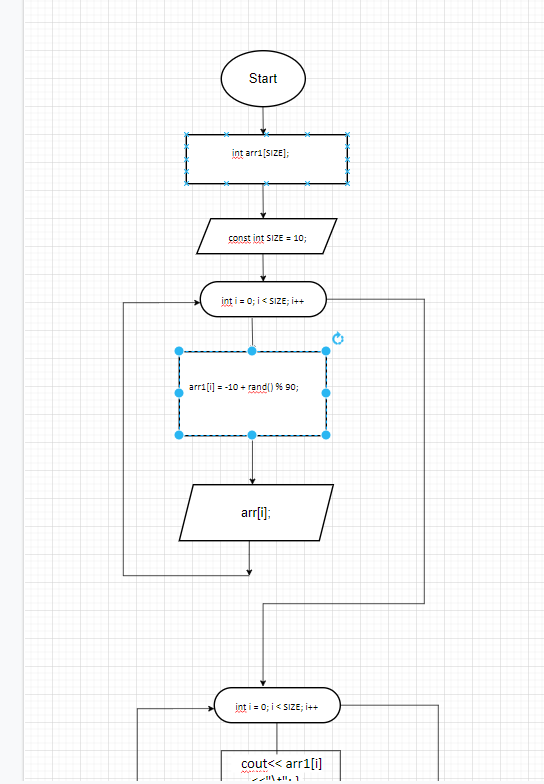 Start
int arr1[SIZE];
const int SIZE = 10;
int i = 0; i < SIZE; i++
arr1[i] = -10 + rand() % 90;
arr[i];
int i = 0; i < SIZE; i++
cout<< arr1[i]